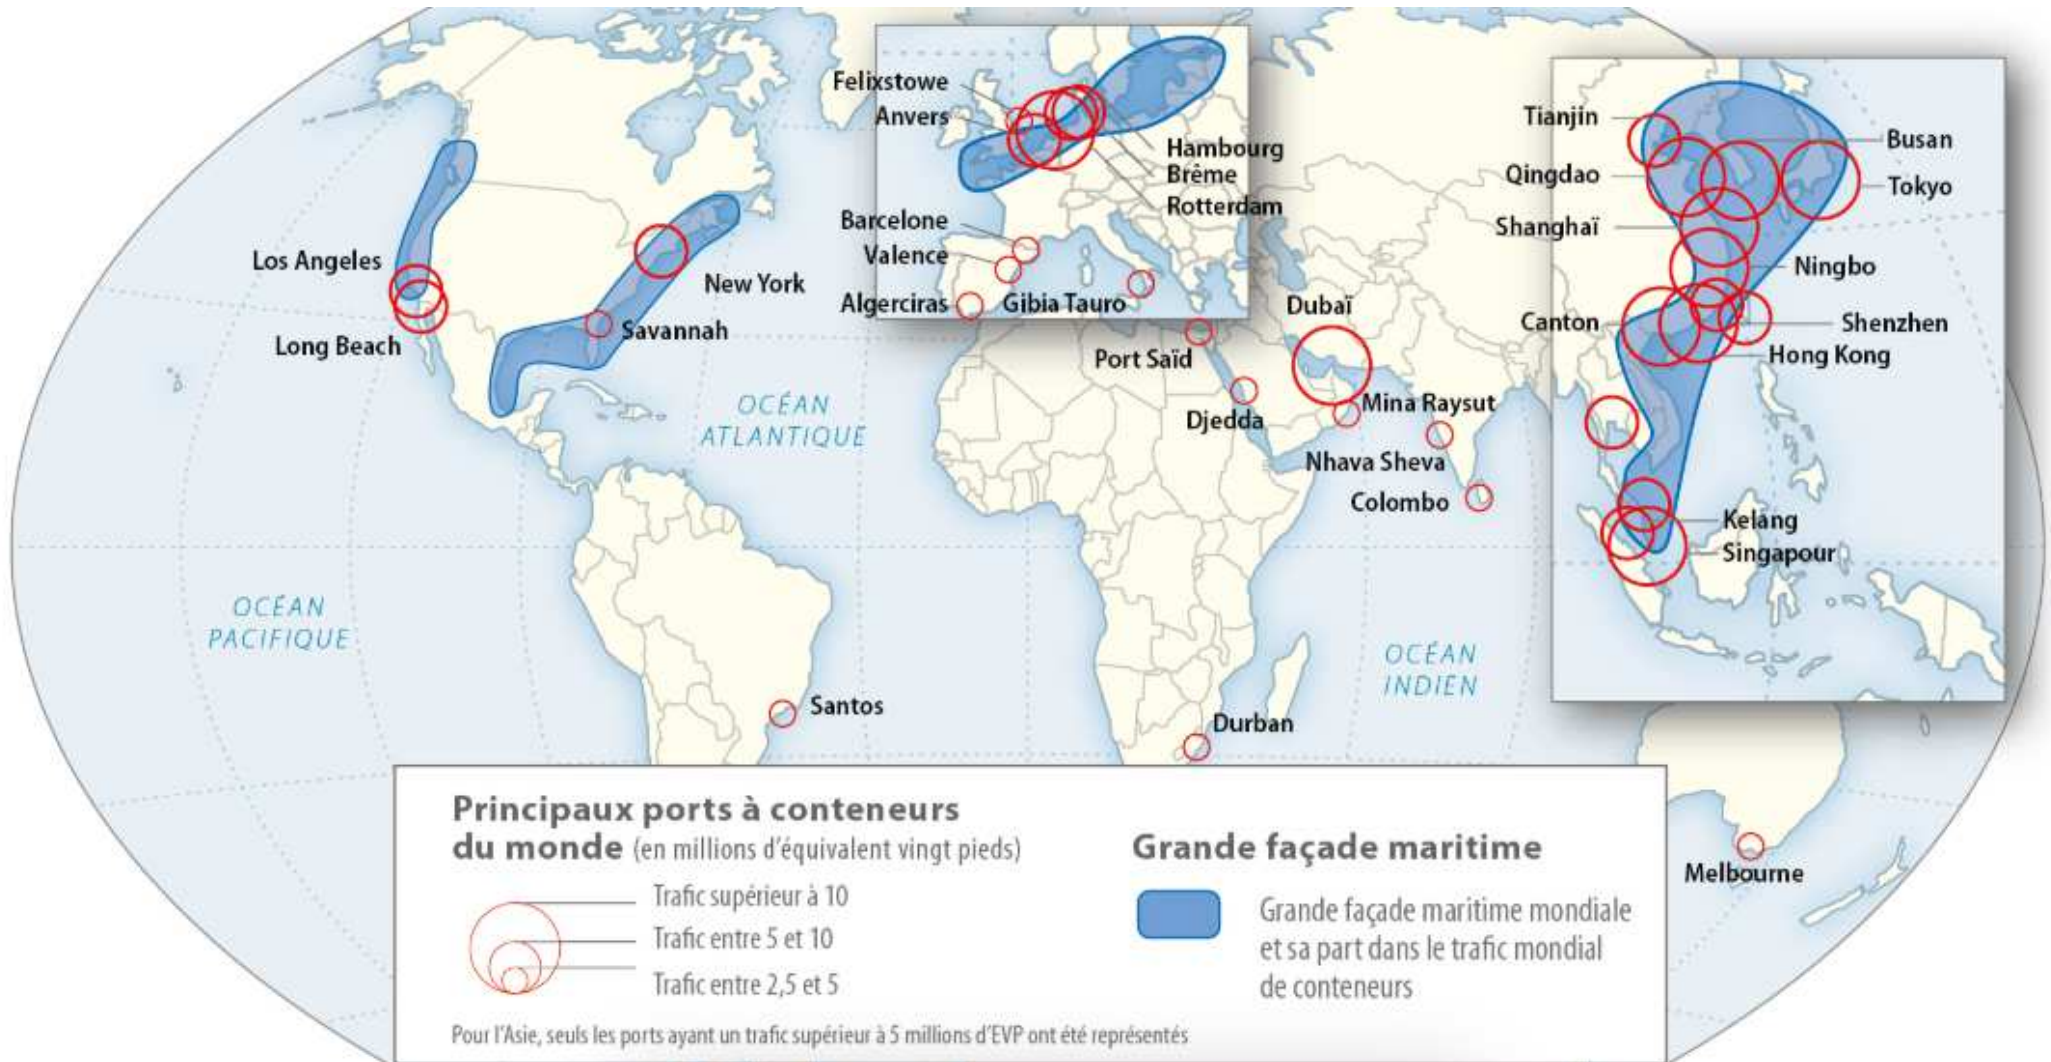 Felixstowe
Anvers
Hambourg
Brême
Rotterdam
Barcelone
Valence
Algerciras
Gibia Tauro
Los Angeles
Long Beach
New York
Savannah
OCÉAN
ATLANTIQUE
OCÉAN
PACIFIQUE
Santos
Port Saïd
Djedda
Dubaï
Mina Raysut
Nhava Sheva
Colombo
Durban
OCÉAN
INDIEN
Tianjin
Busan
Qingdao
Tokyo
Shanghaï
Ningbo
Canton
Shenzhen
Hong Kong
Kelang
Singapour
Melbourne
Principaux ports à conteneurs
du monde (en millions d'équivalent vingt pieds)
Trafic supérieur à 10
Trafic entre 5 et 10
Trafic entre 2,5 et 5
Pour l'Asie, seuls les ports ayant un trafic supérieur à 5 millions d'EVP ont été représentés
Grande façade maritime
Grande façade maritime mondiale
et sa part dans le trafic mondial
de conteneurs